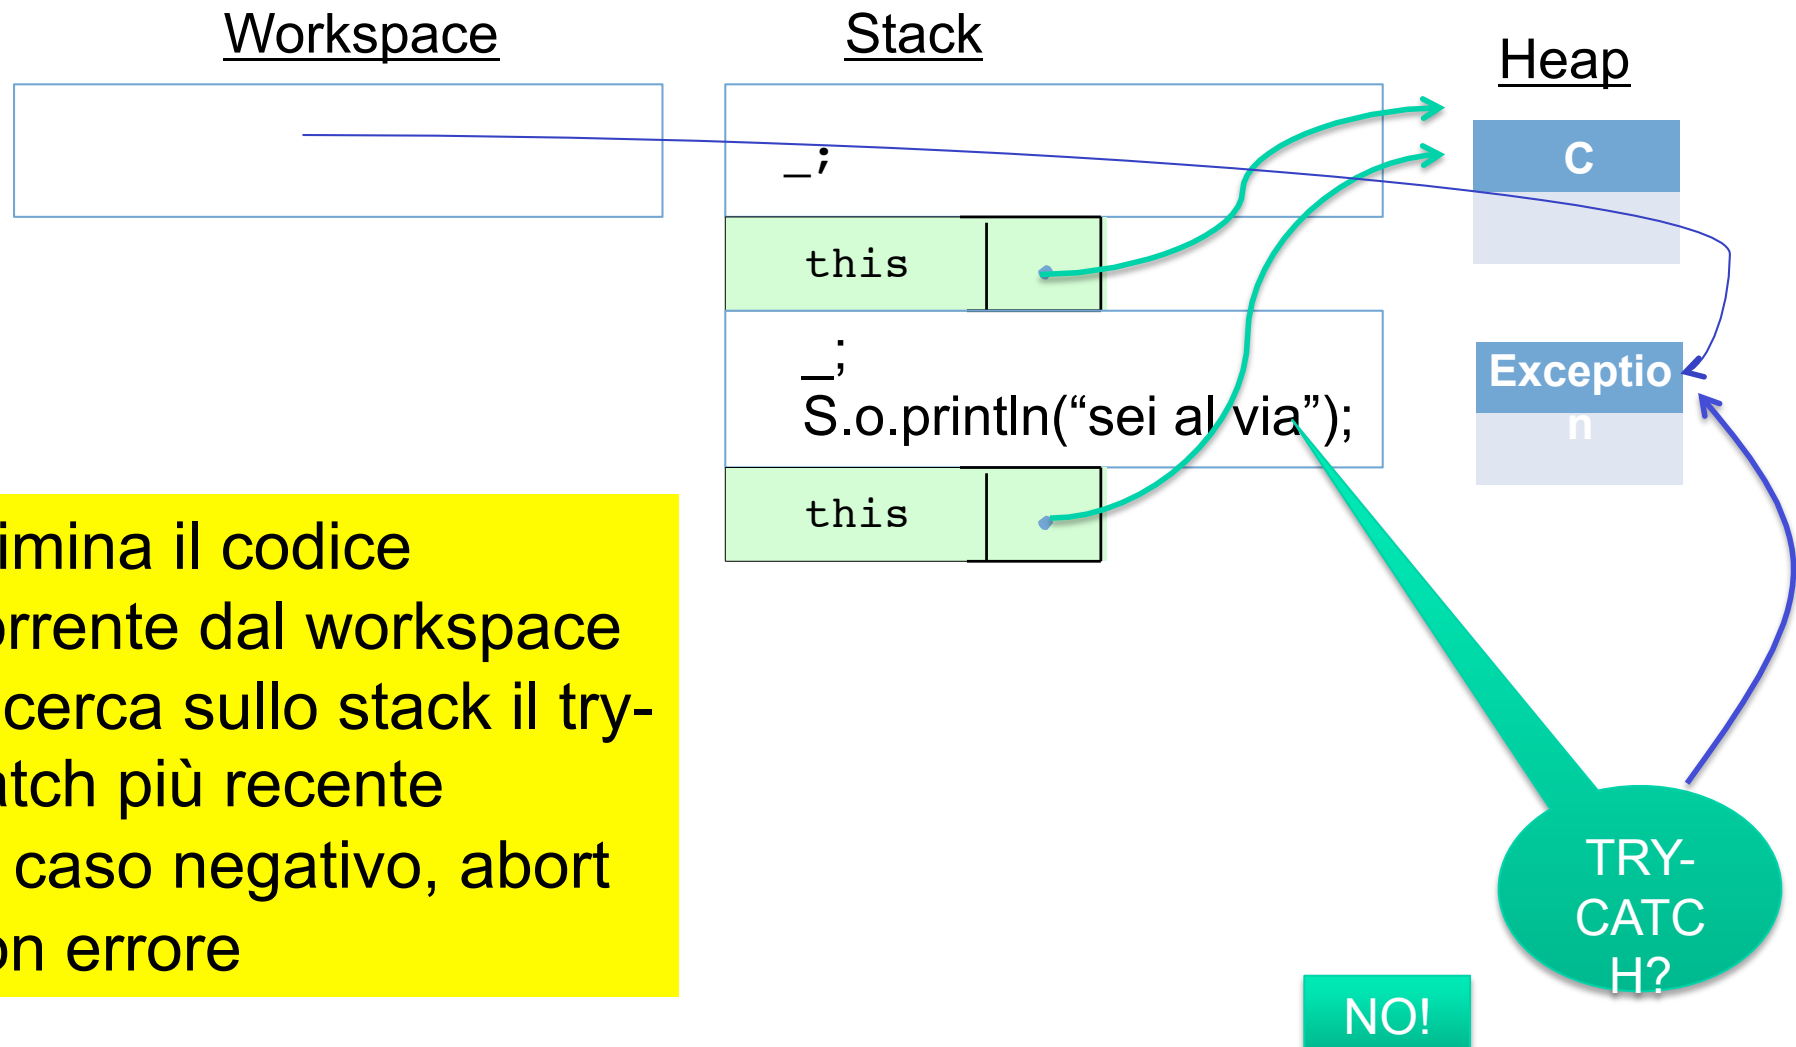 Workspace
Stack
Heap
_;
C
this
_;
S.o.println(“sei al via”);
Exceptio
n
this
imina il codice
orrente dal workspace
cerca sullo stack il try-
atch più recente
caso negativo, abort
on errore
TRY-
CATC
H?
NO!